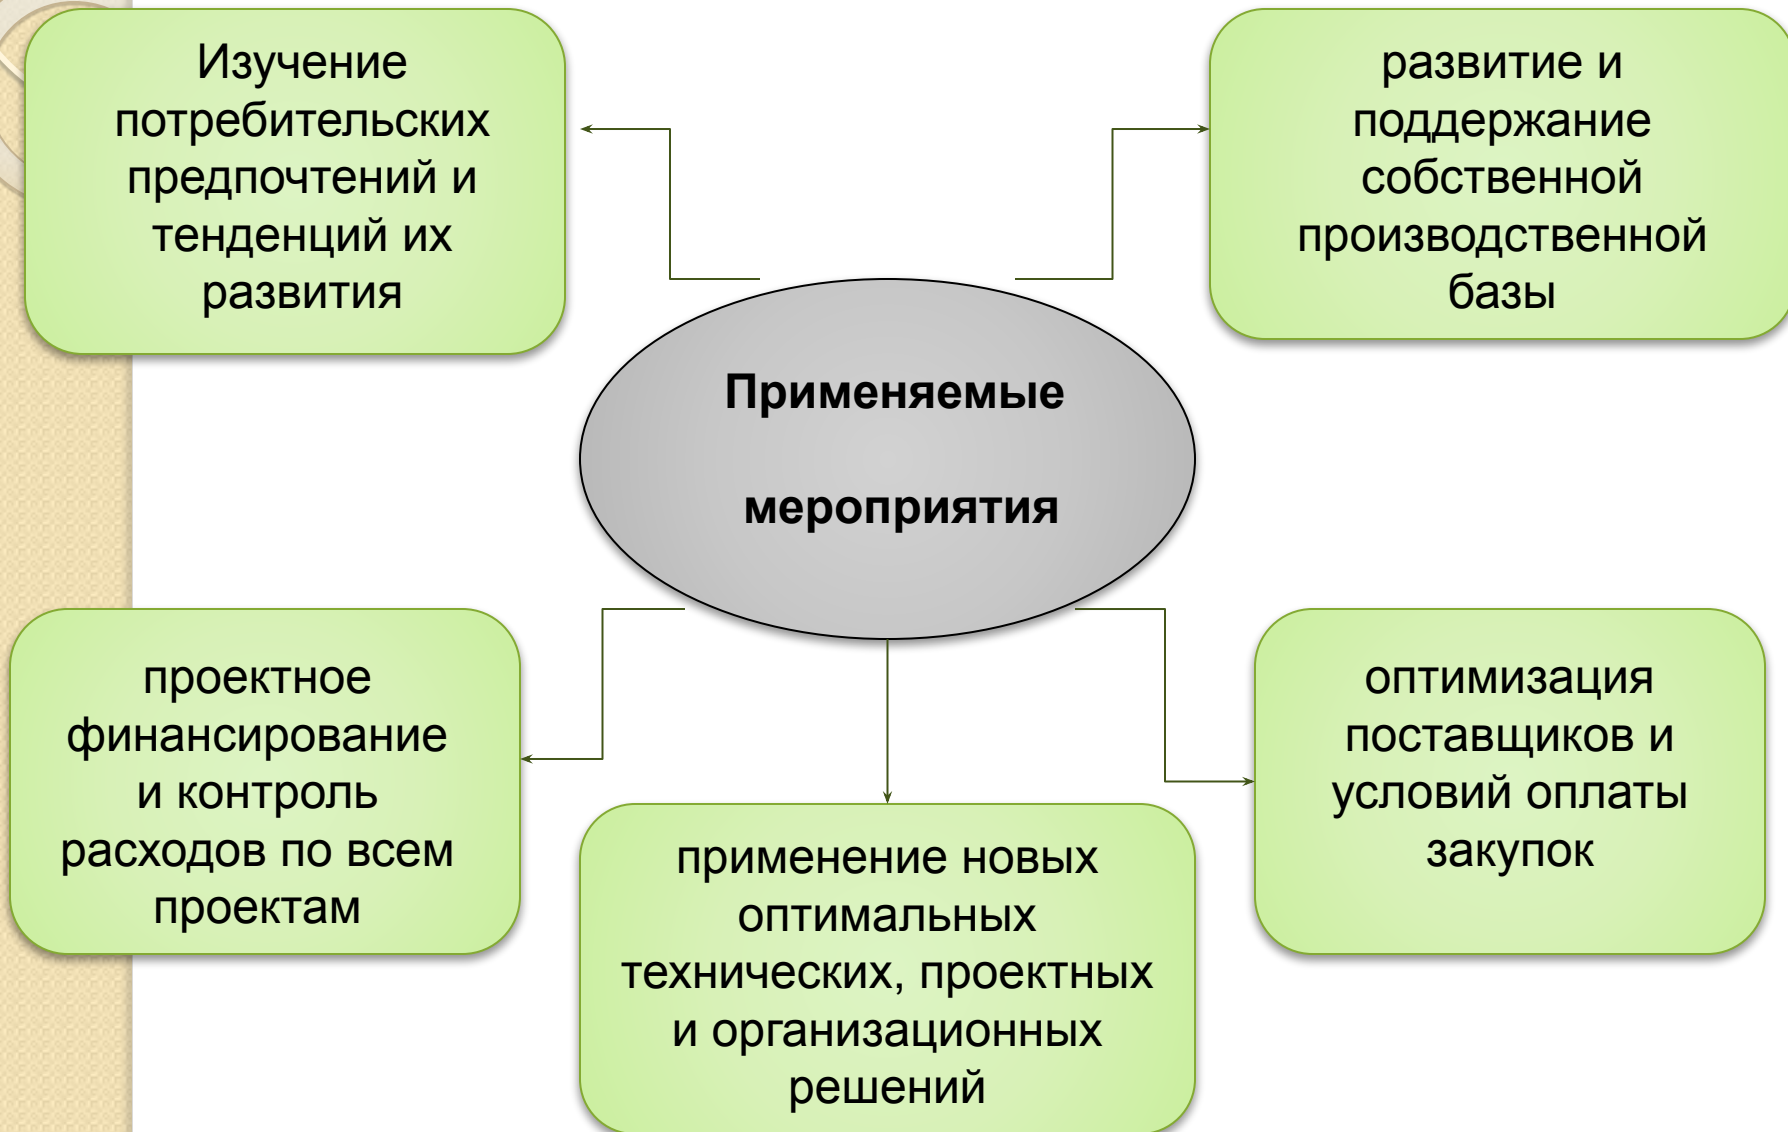 Изучение
потребительских
предпочтений и
тенденций их
развития
развитие и
поддержание
собственной
производственной
базы
Применяемые
мероприятия
проектное
финансирование
и контроль
расходов по всем
проектам
применение новых
оптимальных
технических, проектных
и организационных
решений
оптимизация
поставщиков и
условий оплаты
закупок